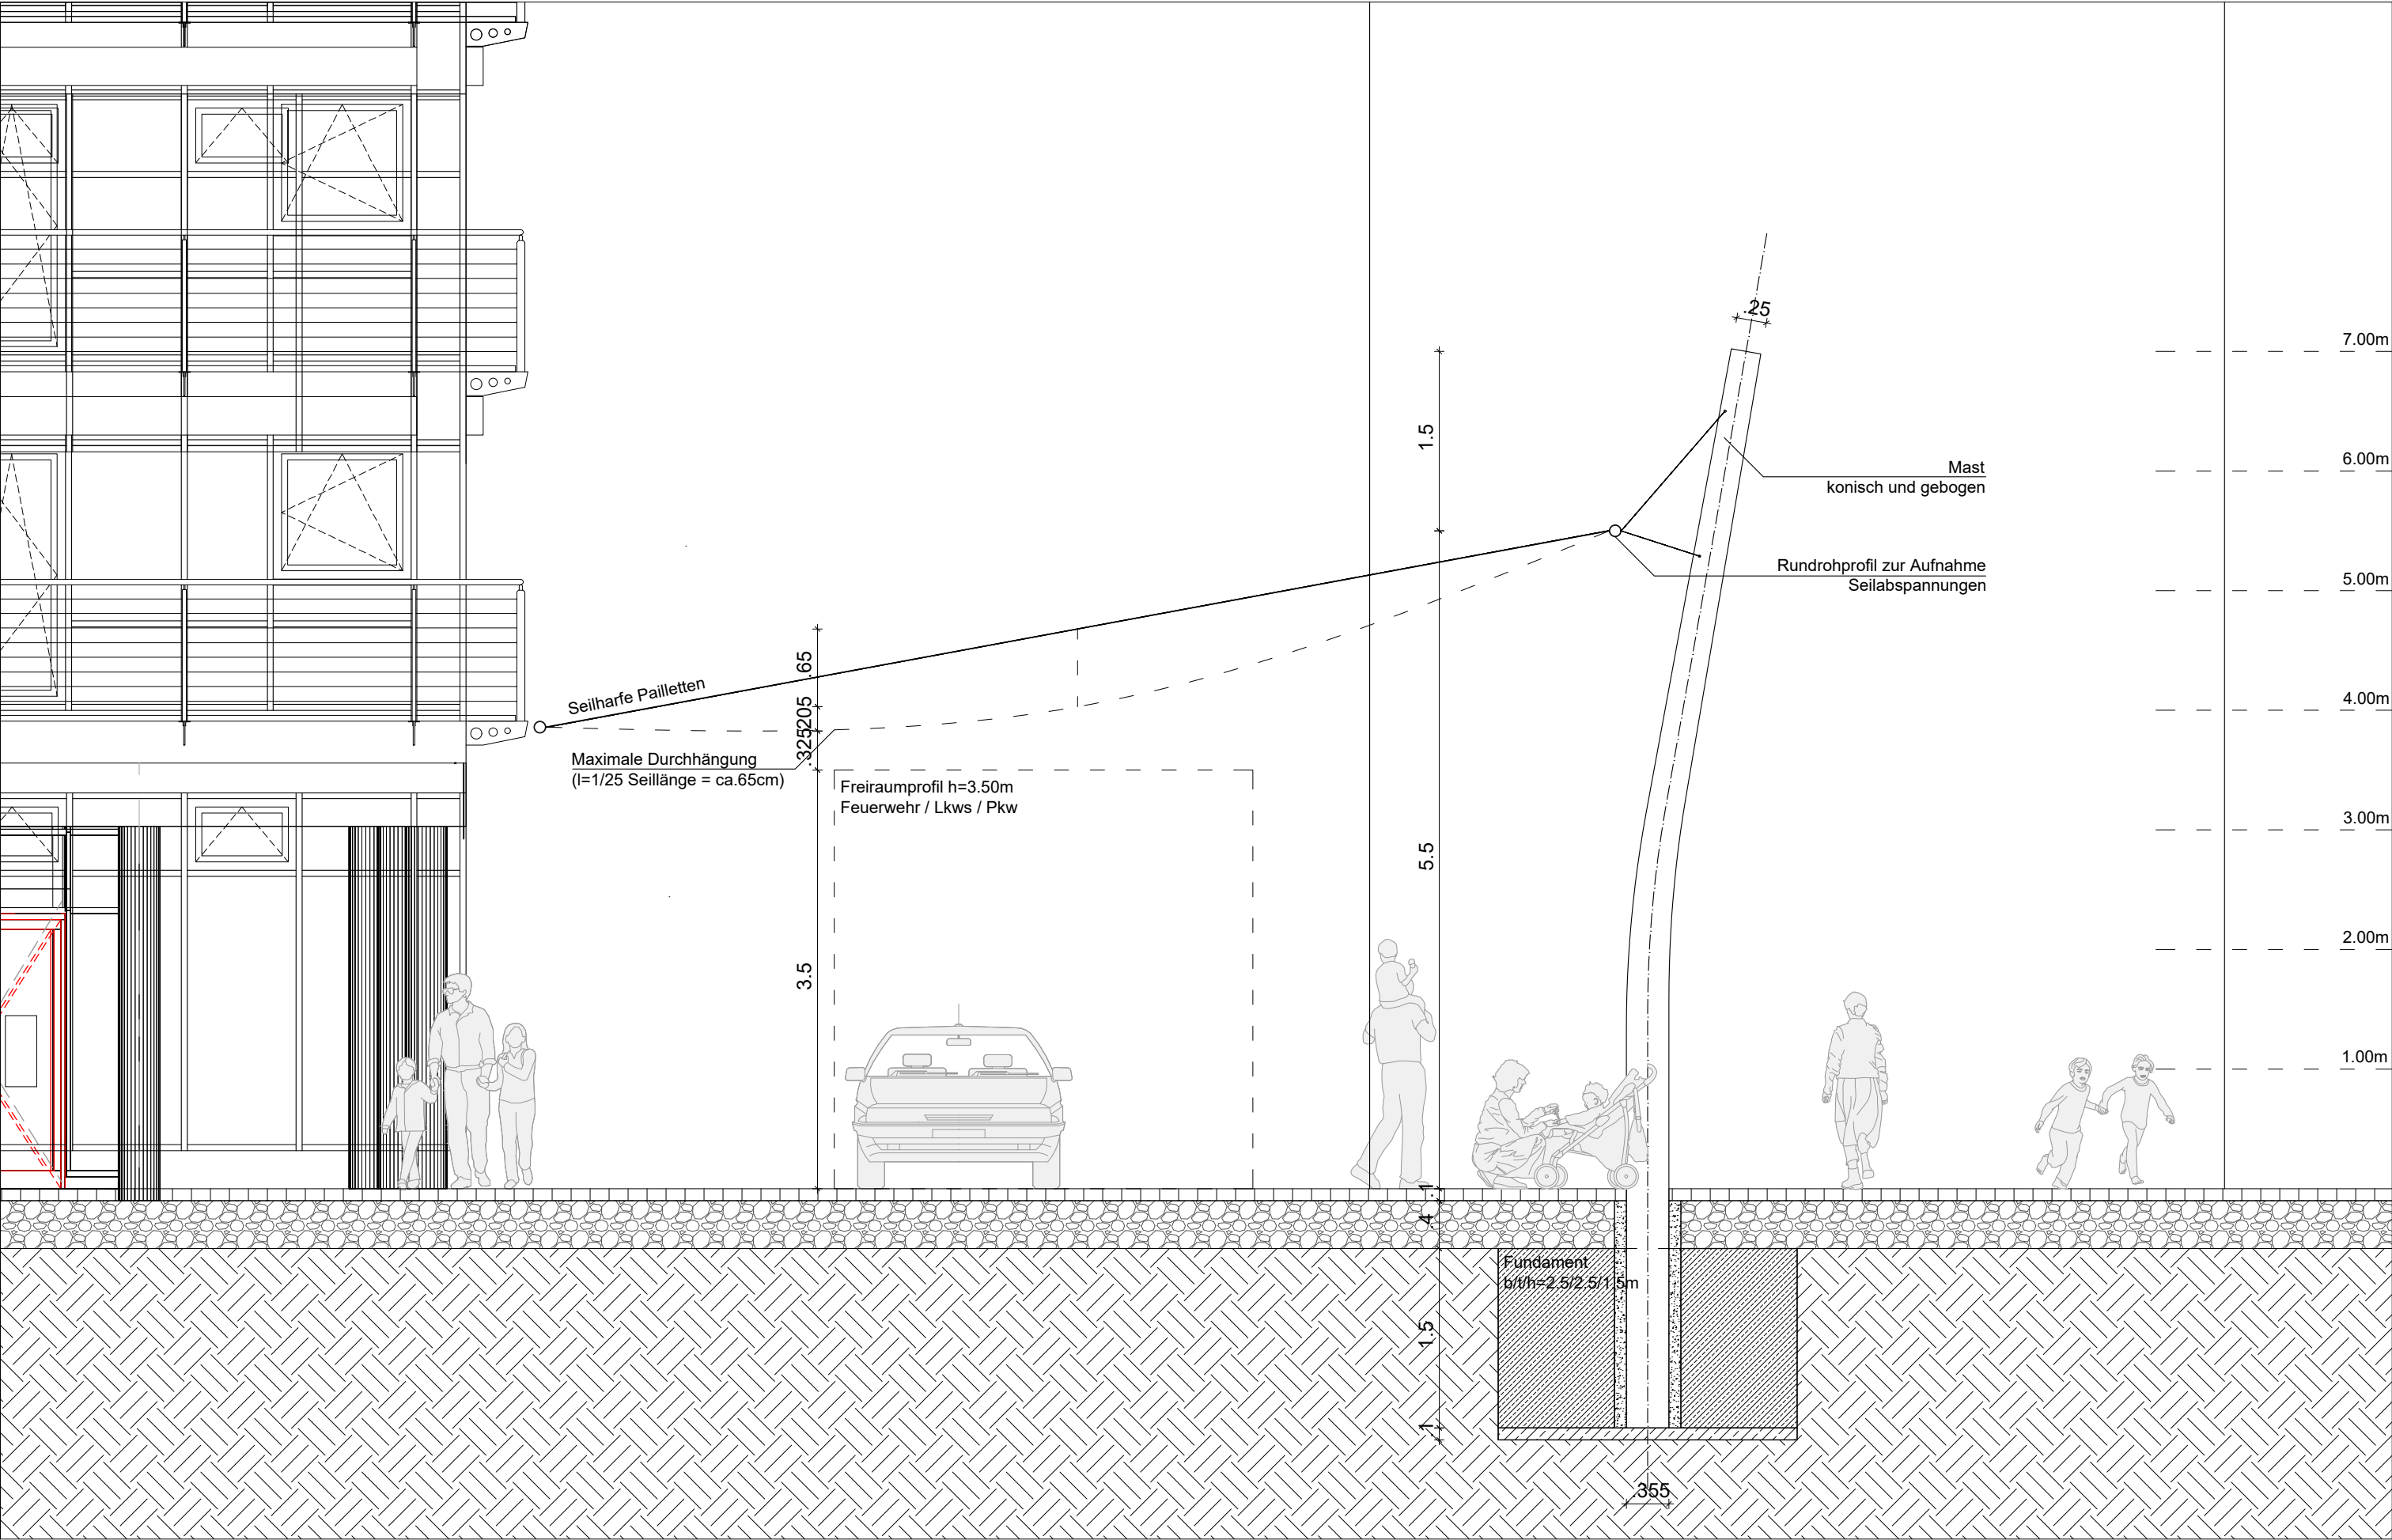 .25
7.00m
1.5
6.00m
Mast
konisch und gebogen
Rundrohprofil zur Aufnahme
Seilabspannungen
5.00m
Seilharfe Pailletten
.65
.205
.325
4.00m
Maximale Durchhängung
(l=1/25 Seillänge = ca.65cm)
Freiraumprofil h=3.50m
Feuerwehr / Lkws / Pkw
3.00m
5.5
3.5
2.00m
1.00m
.1
.4
Fundament
b/t/h=2.5/2.5/1.5m
1.5
.1
.355